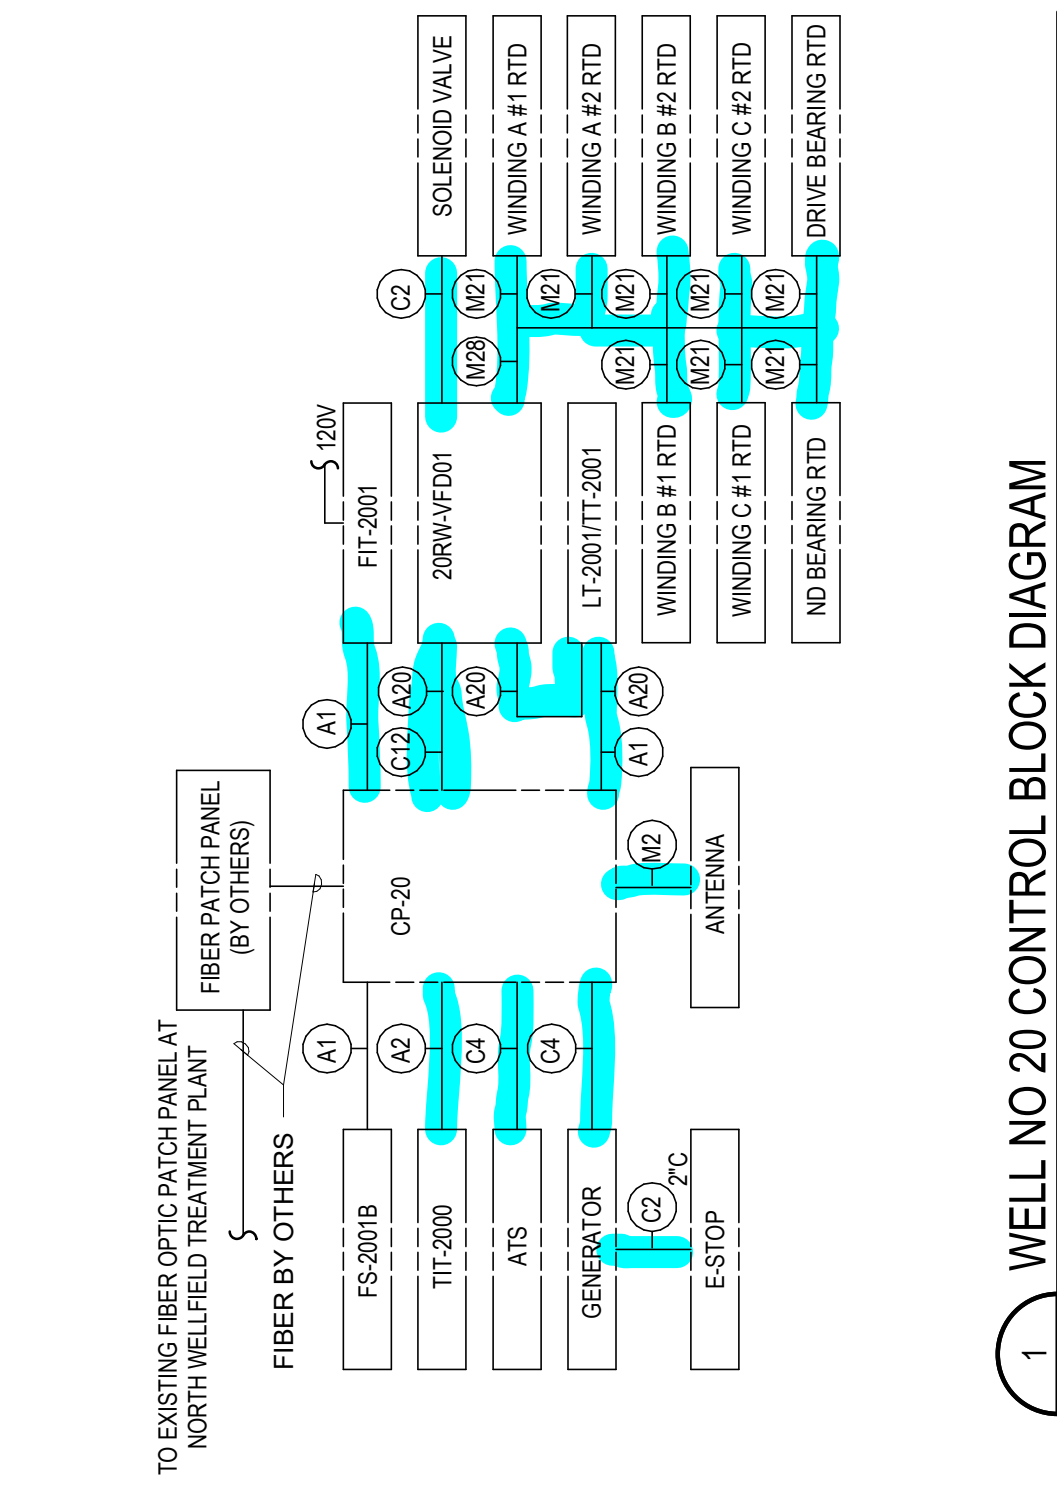 TO EXISTING FIBER OPTIC PATCH PANEL AT
NORTH WELLFIELD TREATMENT PLANT
FIBER PATCH PANEL
(BY OTHERS)
FIBER BY OTHERS
120V
FS-2001B
A1
A1
FIT-2001
TIT-2000
A2
CP-20
C12
A20
20RW-VFD01
C2
SOLENOID VALVE
ATS
C4
A20
M28
M21
WINDING A #1 RTD
GENERATOR
C4
LT-2001/TT-2001
M21
WINDING A #2 RTD
C2
2"C
M2
A1
A20
WINDING B #1 RTD
M21
M21
WINDING B #2 RTD
E-STOP
ANTENNA
WINDING C #1 RTD
M21
M21
WINDING C #2 RTD
ND BEARING RTD
M21
M21
DRIVE BEARING RTD
1
WELL NO 20 CONTROL BLOCK DIAGRAM